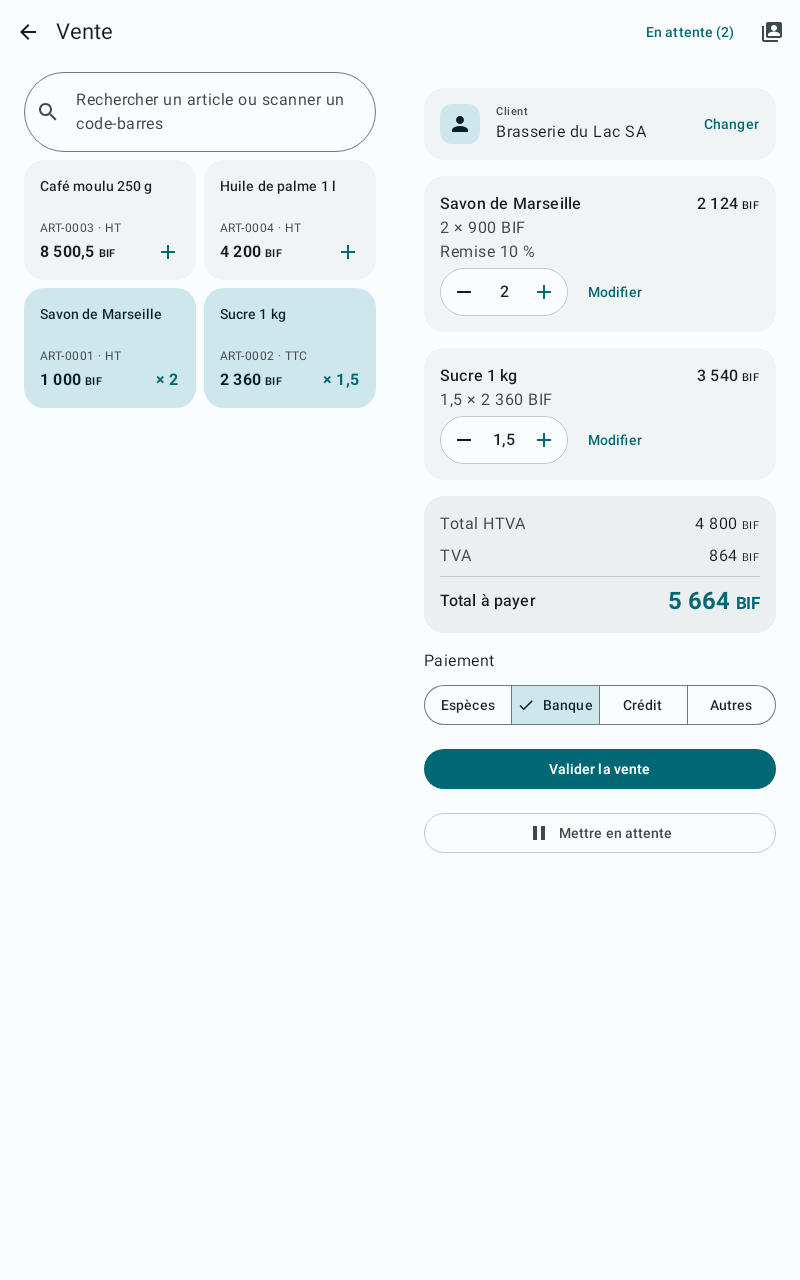 Vente
En attente (2)
Rechercher un article ou scanner un
code-barres
Café moulu 250 g
ART-0003 · HT
8 500,5 BIF
Huile de palme 1 l
ART-0004 · HT
4 200 BIF
Savon de Marseille
ART-0001 · HT
1 000 BIF × 2
Sucre 1 kg
ART-0002 · TTC
2 360 BIF × 1,5
Client
Brasserie du Lac SA
Changer
Savon de Marseille 2 124 BIF
2 × 900 BIF
Remise 10 %
2
Modifier
Sucre 1 kg 3 540 BIF
1,5 × 2 360 BIF
1,5
Modifier
Total HTVA 4 800 BIF
TVA 864 BIF
Total à payer 5 664 BIF
Paiement
Espèces Banque Crédit Autres
Valider la vente
Mettre en attente